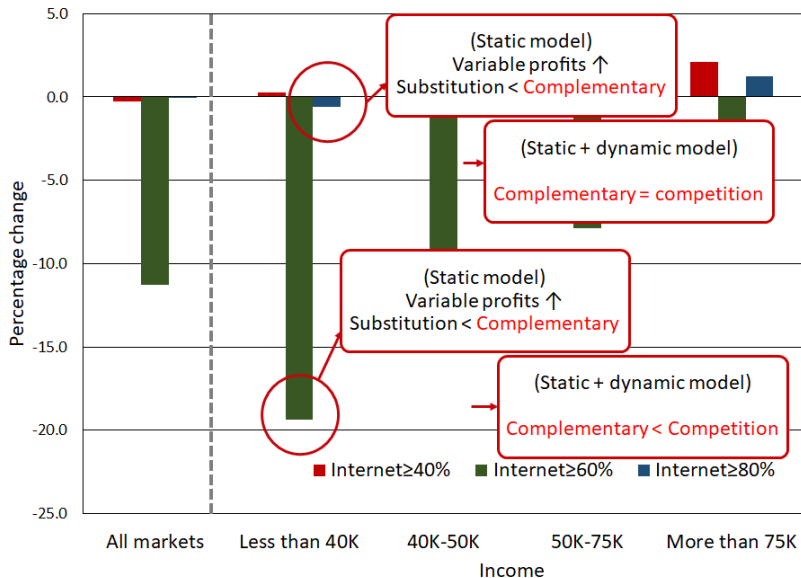 5.0
0.0
-5.0
-10.0
-15.0
-20.0
-25.0
Percentage change
(Static model)
Variable profits ↑
Substitution < Complementary
(Static + dynamic model)
Complementary = competition
(Static model)
Variable profits ↑
Substitution < Complementary
(Static + dynamic model)
Complementary < Competition
Internet≥40% Internet≥60% Internet≥80%
All markets Less than 40K 40K-50K 50K-75K More than 75K
Income